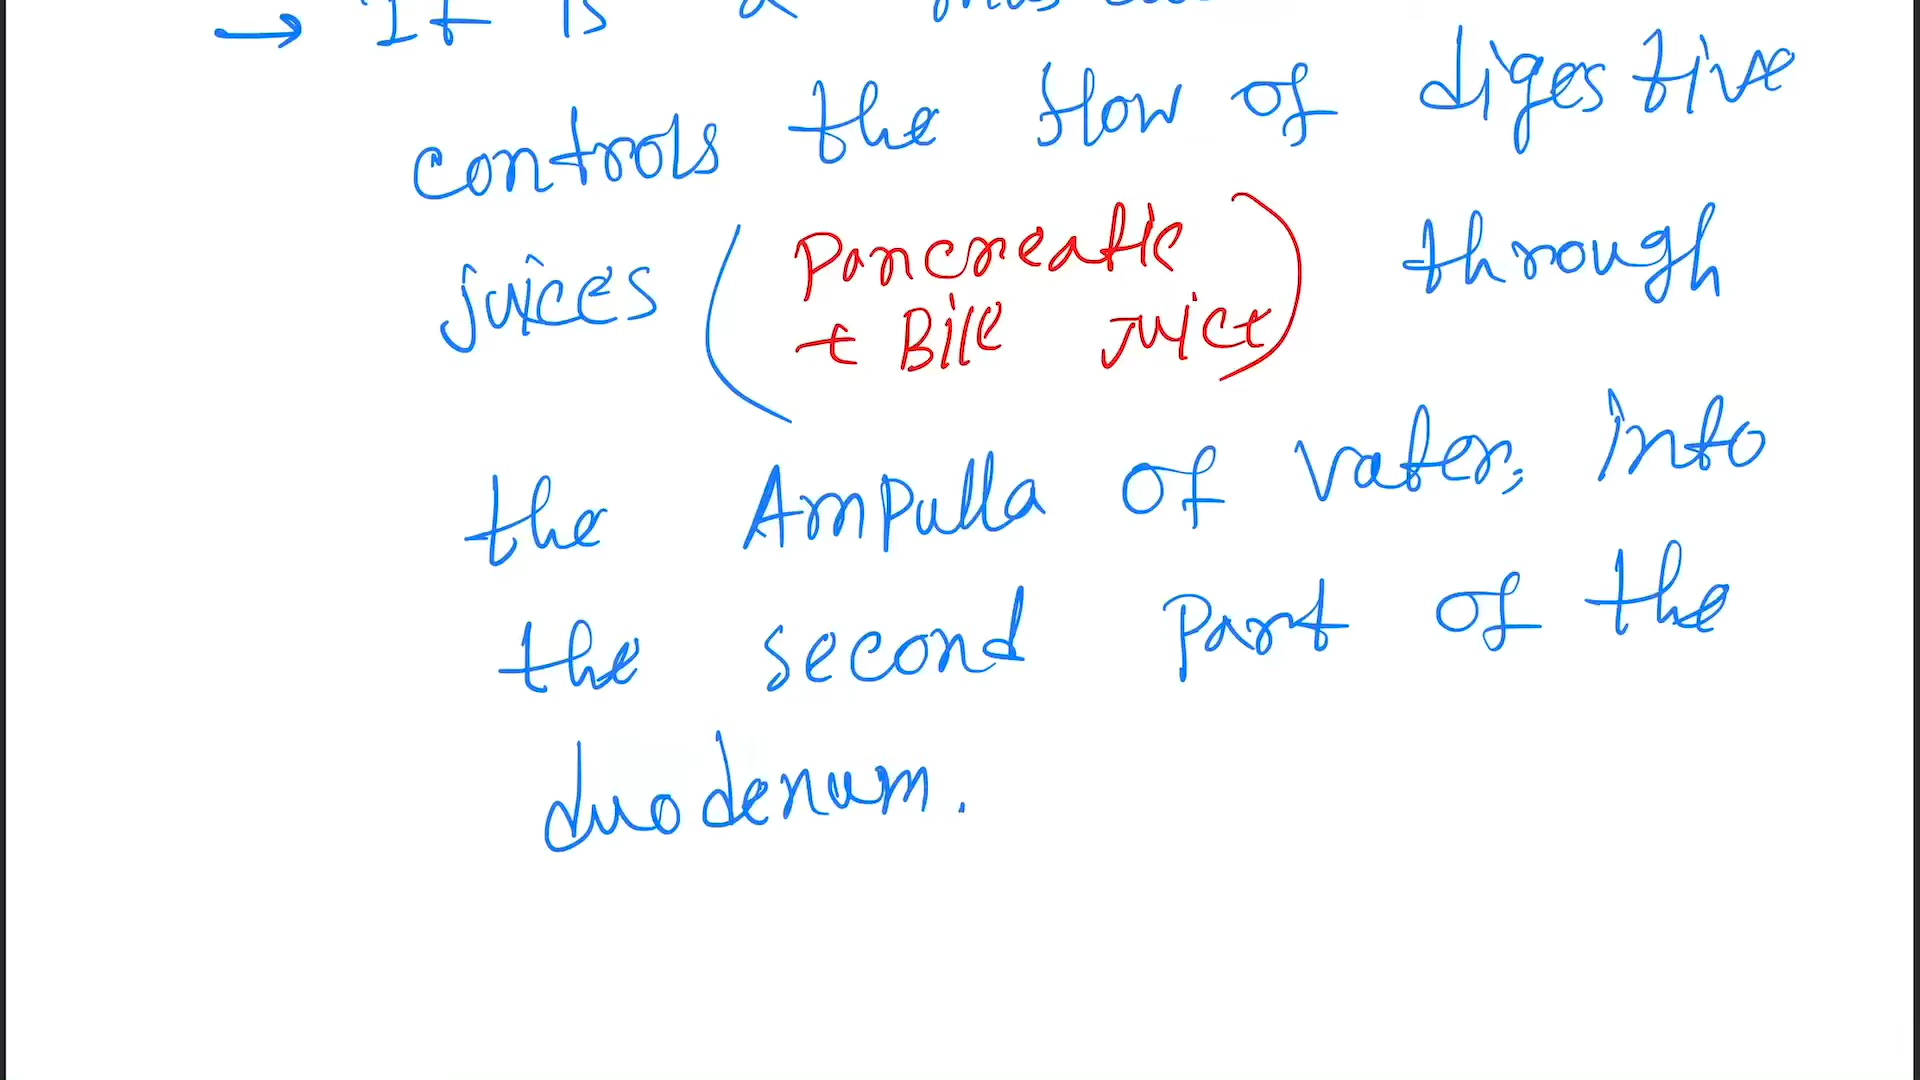 → It is a
controls the flow of digestive
juices ( Pancreatic ) through
+ Bile Juice
the Ampulla of vater, into
the second part of the
duodenum.